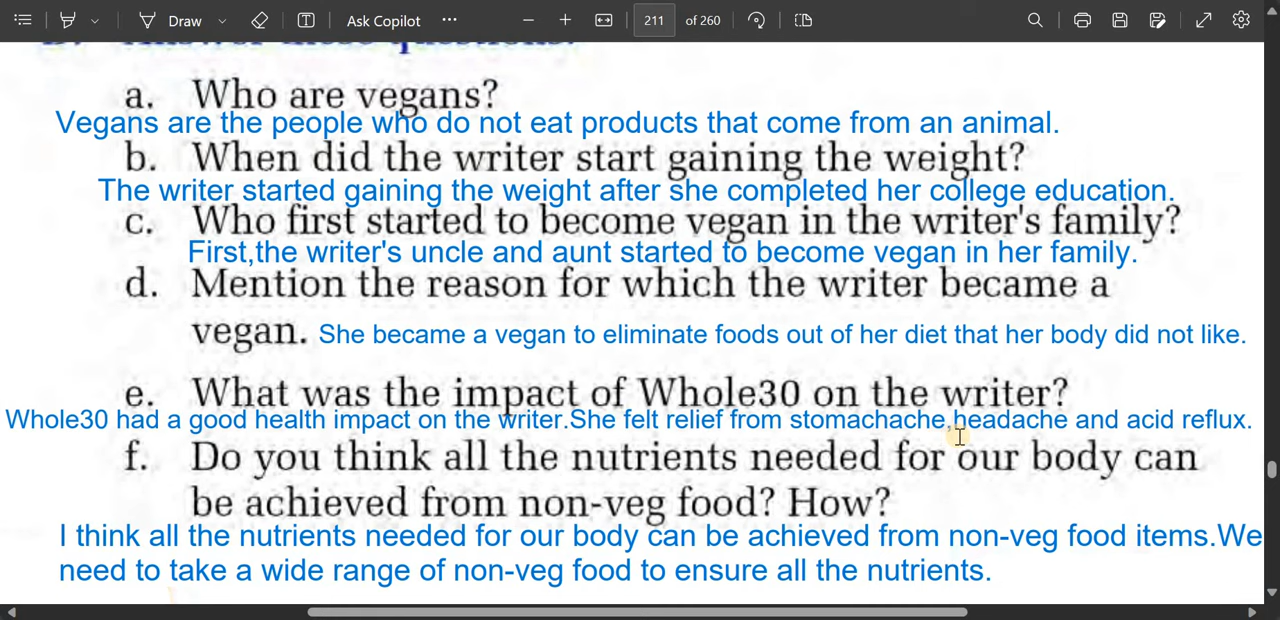 Draw Ask Copilot 211 of 260
B. Answer these questions.
a. Who are vegans?
Vegans are the people who do not eat products that come from an animal.
b. When did the writer start gaining the weight?
The writer started gaining the weight after she completed her college education.
c. Who first started to become vegan in the writer's family?
First,the writer's uncle and aunt started to become vegan in her family.
d. Mention the reason for which the writer became a
vegan. She became a vegan to eliminate foods out of her diet that her body did not like.
e. What was the impact of Whole30 on the writer?
Whole30 had a good health impact on the writer.She felt relief from stomachache,headache and acid reflux.
f. Do you think all the nutrients needed for our body can
be achieved from non-veg food? How?
I think all the nutrients needed for our body can be achieved from non-veg food items.We
need to take a wide range of non-veg food to ensure all the nutrients.